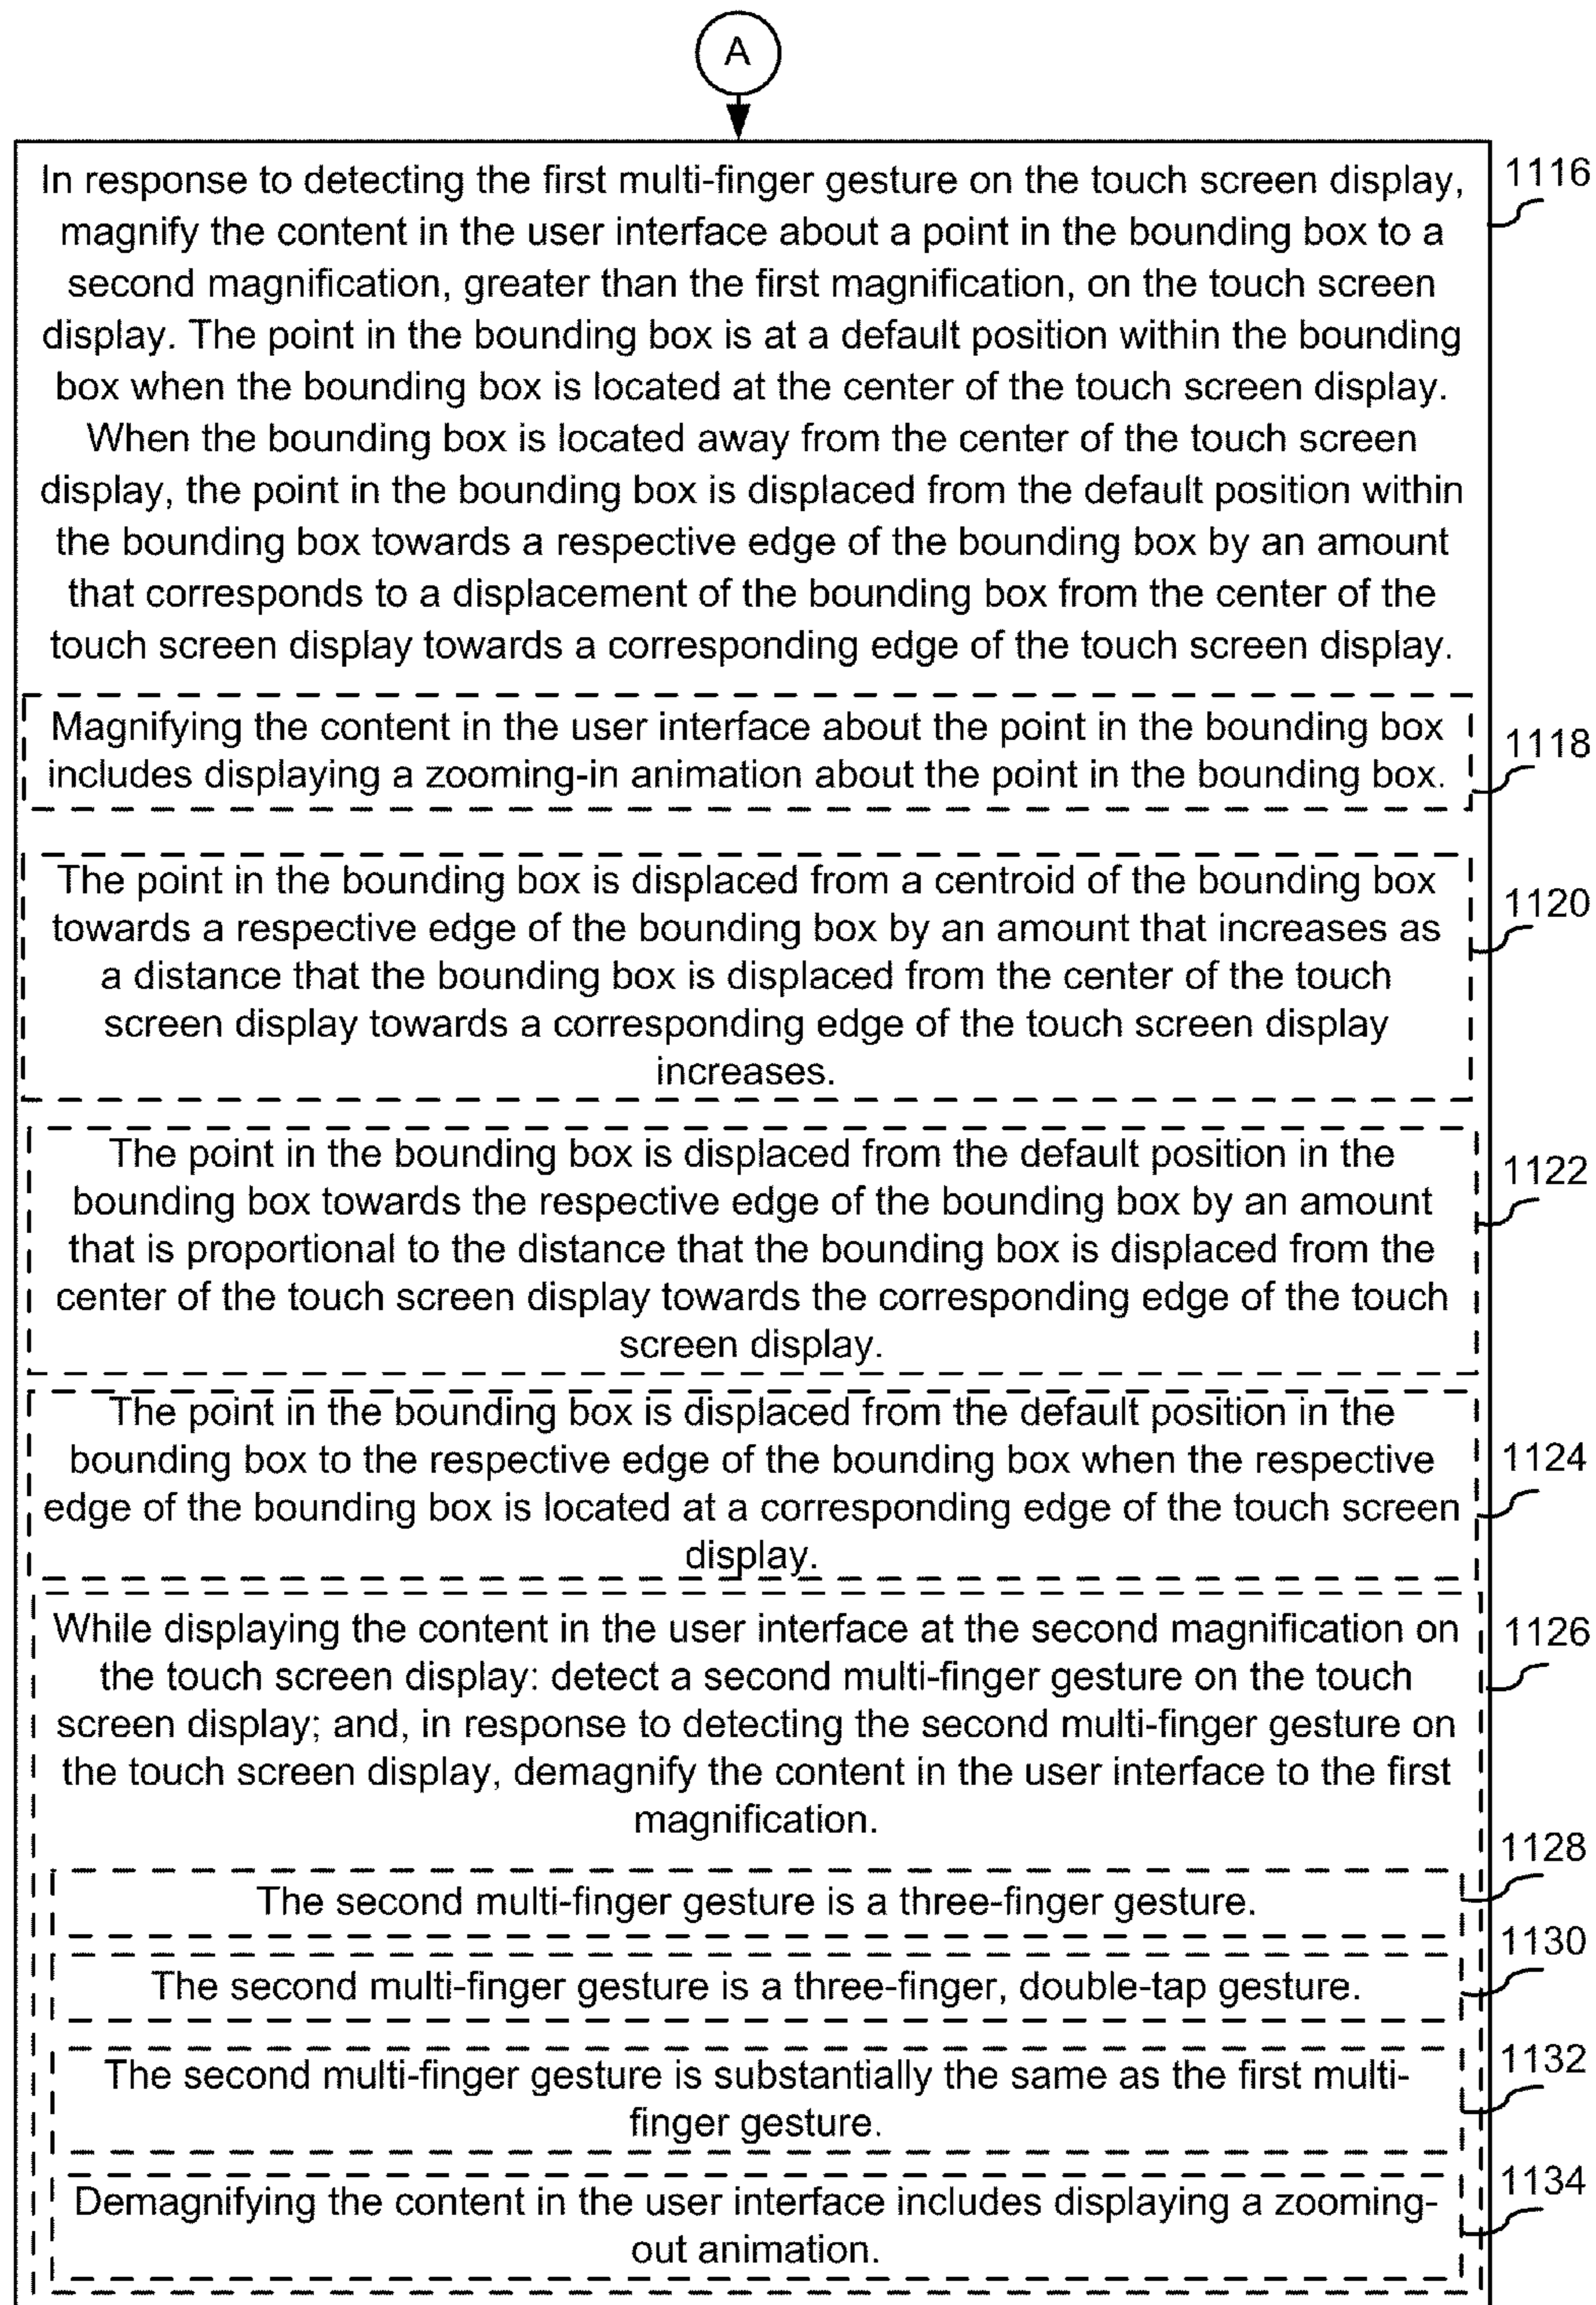 A
In response to detecting the first multi-finger gesture on the touch screen display,
magnify the content in the user interface about a point in the bounding box to a
second magnification, greater than the first magnification, on the touch screen
display. The point in the bounding box is at a default position within the bounding
box when the bounding box is located at the center of the touch screen display.
When the bounding box is located away from the center of the touch screen
display, the point in the bounding box is displaced from the default position within
the bounding box towards a respective edge of the bounding box by an amount
that corresponds to a displacement of the bounding box from the center of the
touch screen display towards a corresponding edge of the touch screen display.
1116
Magnifying the content in the user interface about the point in the bounding box
includes displaying a zooming-in animation about the point in the bounding box.
1118
The point in the bounding box is displaced from a centroid of the bounding box
towards a respective edge of the bounding box by an amount that increases as
a distance that the bounding box is displaced from the center of the touch
screen display towards a corresponding edge of the touch screen display
increases.
1120
The point in the bounding box is displaced from the default position in the
bounding box towards the respective edge of the bounding box by an amount
that is proportional to the distance that the bounding box is displaced from the
center of the touch screen display towards the corresponding edge of the touch
screen display.
1122
The point in the bounding box is displaced from the default position in the
bounding box to the respective edge of the bounding box when the respective
edge of the bounding box is located at a corresponding edge of the touch screen
display.
1124
While displaying the content in the user interface at the second magnification on
the touch screen display: detect a second multi-finger gesture on the touch
screen display; and, in response to detecting the second multi-finger gesture on
the touch screen display, demagnify the content in the user interface to the first
magnification.
1126
The second multi-finger gesture is a three-finger gesture.
1128
The second multi-finger gesture is a three-finger, double-tap gesture.
1130
The second multi-finger gesture is substantially the same as the first multi-
finger gesture.
1132
Demagnifying the content in the user interface includes displaying a zooming-
out animation.
1134